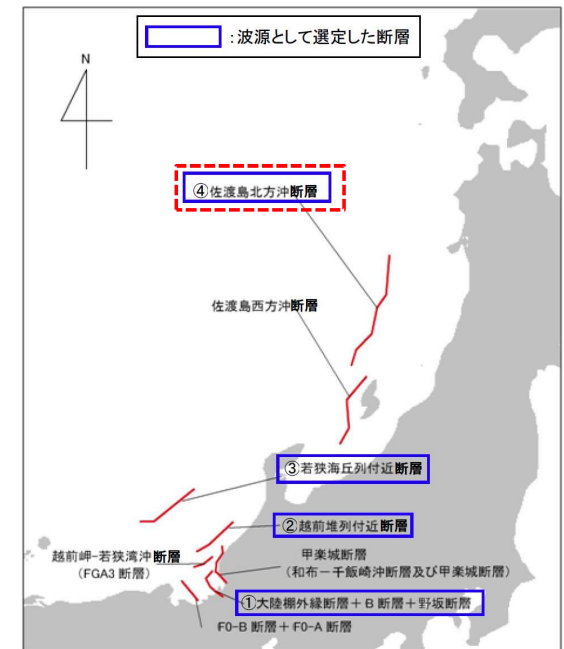 ：波源として選定した断層
N
④佐渡島北方沖断層
佐渡島西方沖断層
③若狭海丘列付近断層
②越前堆列付近断層
越前岬−若狭湾沖断層
（FGA3 断層）
甲楽城断層
（和布−干飯崎沖断層及び甲楽城断層）
①大陸棚外縁断層＋B 断層＋野坂断層
F0-B 断層＋F0-A 断層